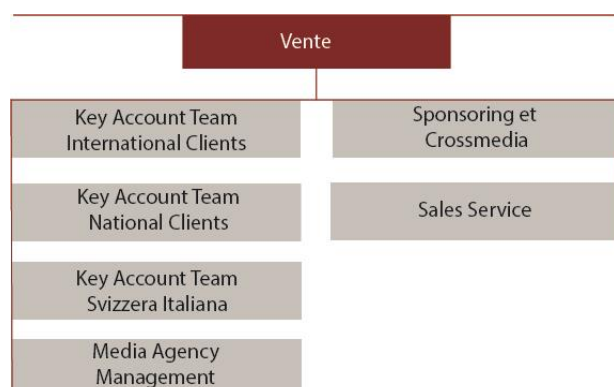 Vente
Key Account Team
International Clients
Key Account Team
National Clients
Key Account Team
Svizzera Italiana
Media Agency
Management
Sponsoring et
Crossmedia
Sales Service